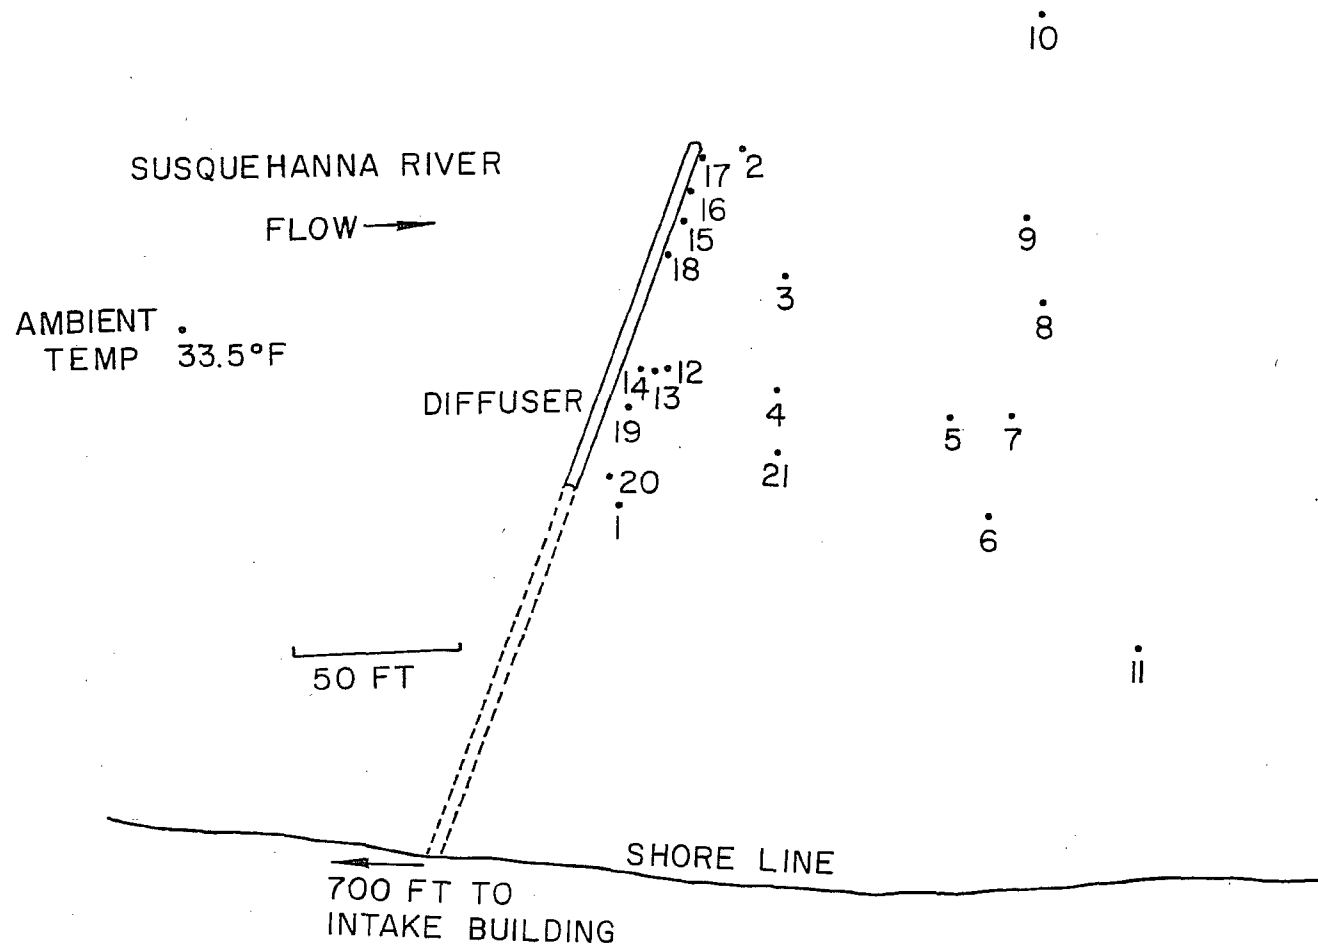 10
SUSQUEHANNA RIVER
17
2
16
FLOW
15
9
18
3
8
AMBIENT
TEMP 33.5°F
12
14
13
DIFFUSER
4
19
5
7
21
20
1
6
50 FT
11
SHORE LINE
700 FT TO
INTAKE BUILDING